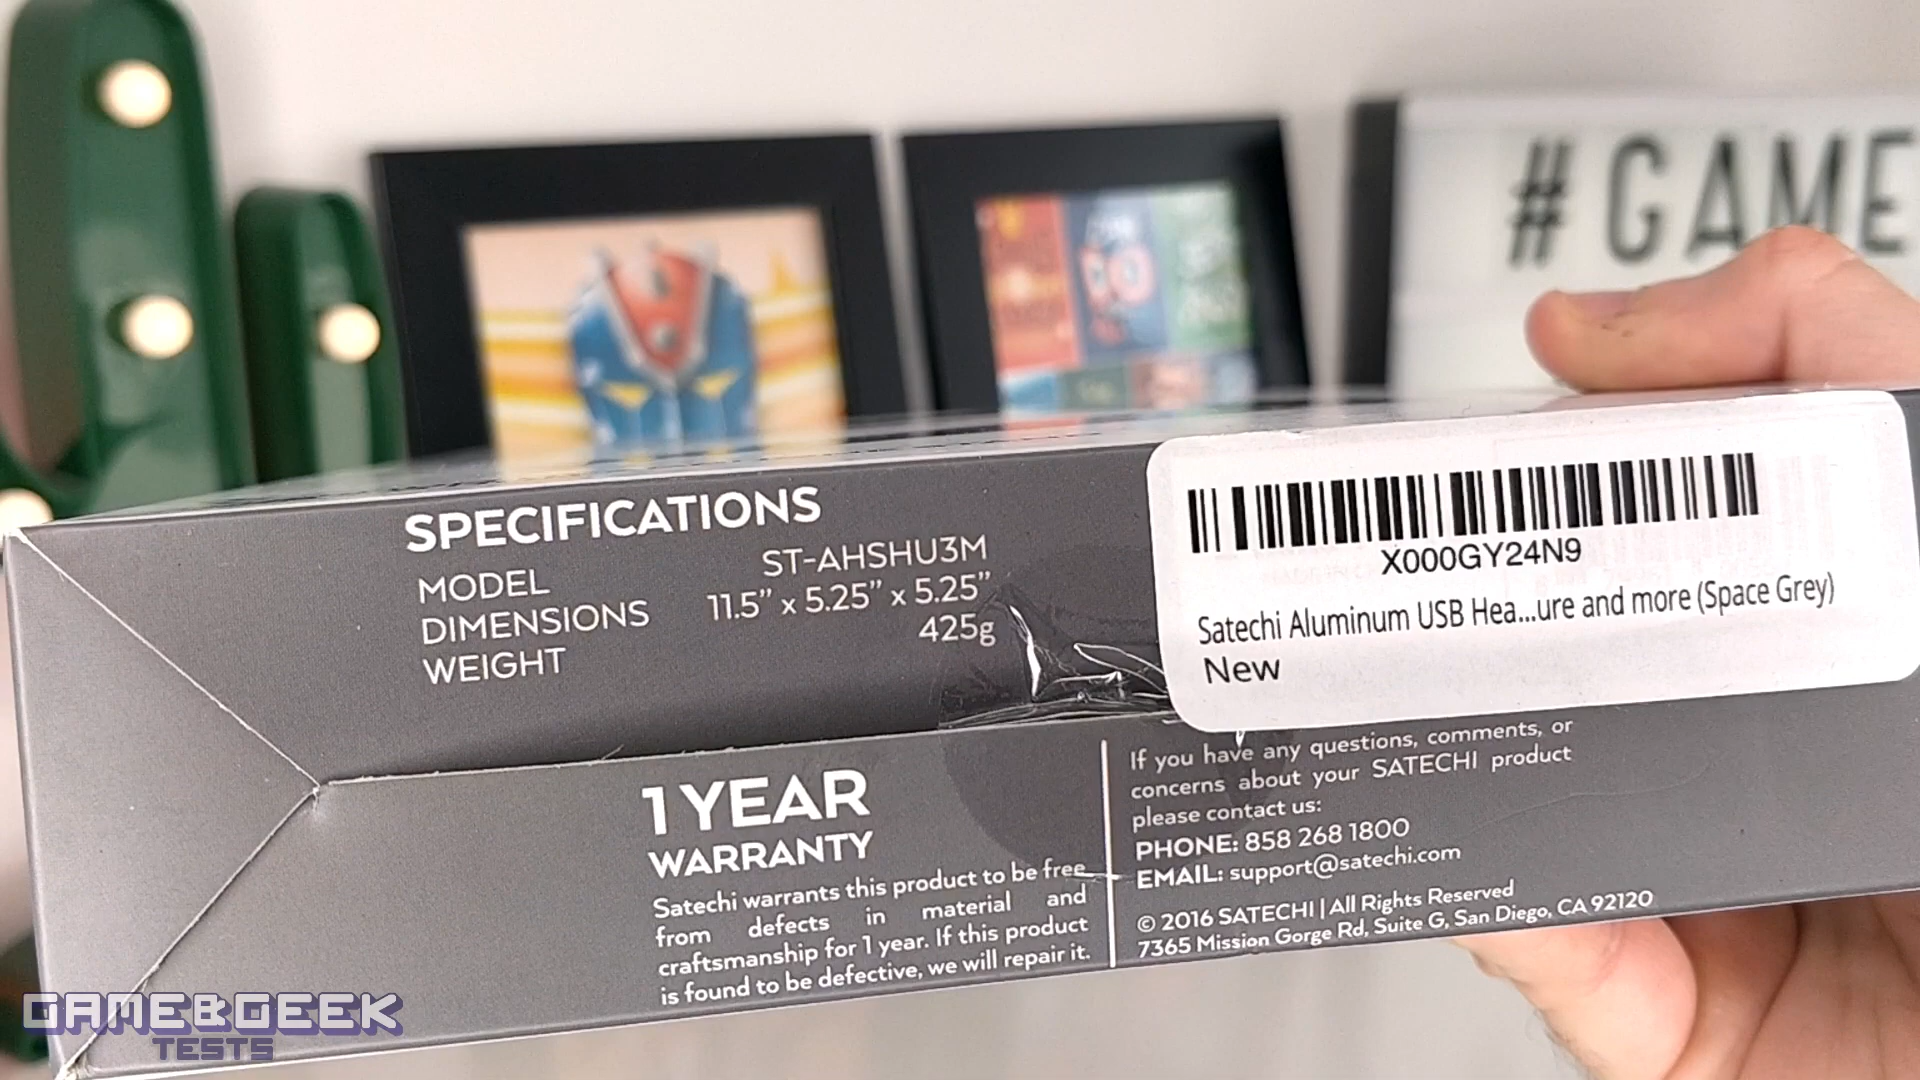 #GAME
SPECIFICATIONS
MODEL ST-AHSHU3M
DIMENSIONS 11.5” x 5.25” x 5.25”
WEIGHT 425g
X000GY24N9
Satechi Aluminum USB Hea...ure and more (Space Grey)
New
1 YEAR
WARRANTY
Satechi warrants this product to be free
from defects in material and
craftsmanship for 1 year. If this product
is found to be defective, we will repair it.
If you have any questions, comments, or
concerns about your SATECHI product
please contact us:
PHONE: 858 268 1800
EMAIL: support@satechi.com
© 2016 SATECHI | All Rights Reserved
7365 Mission Gorge Rd, Suite G, San Diego, CA 92120
GAME&GEEK
TESTS